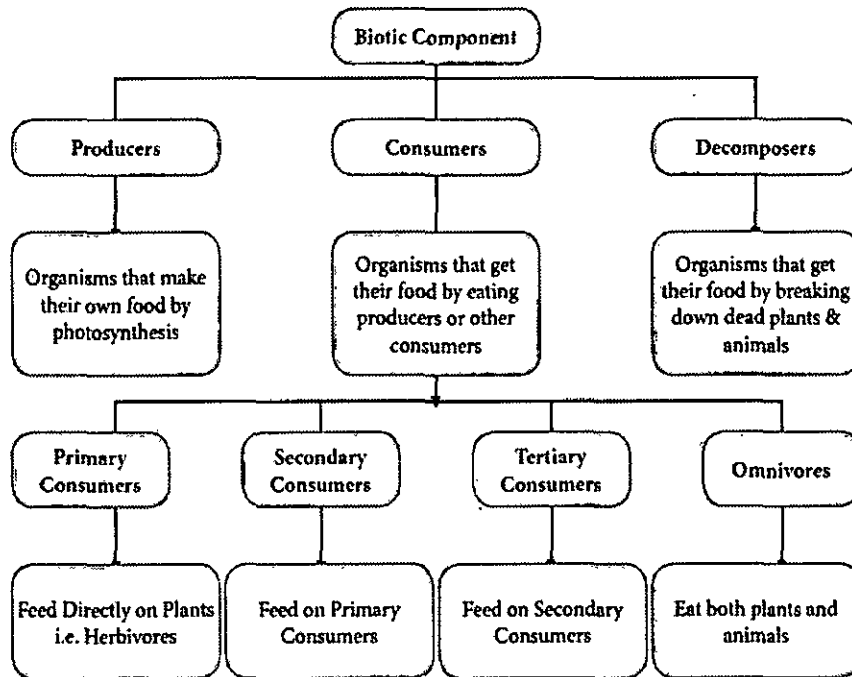 Biotic Component
Producers
Consumers
Decomposers
Organisms that make
their own food by
photosynthesis
Organisms that get
their food by eating
producers or other
consumers
Organisms that get
their food by breaking
down dead plants &
animals
Primary
Consumers
Secondary
Consumers
Tertiary
Consumers
Omnivores
Feed Directly on Plants
i.e. Herbivores
Feed on Primary
Consumers
Feed on Secondary
Consumers
Eat both plants and
animals